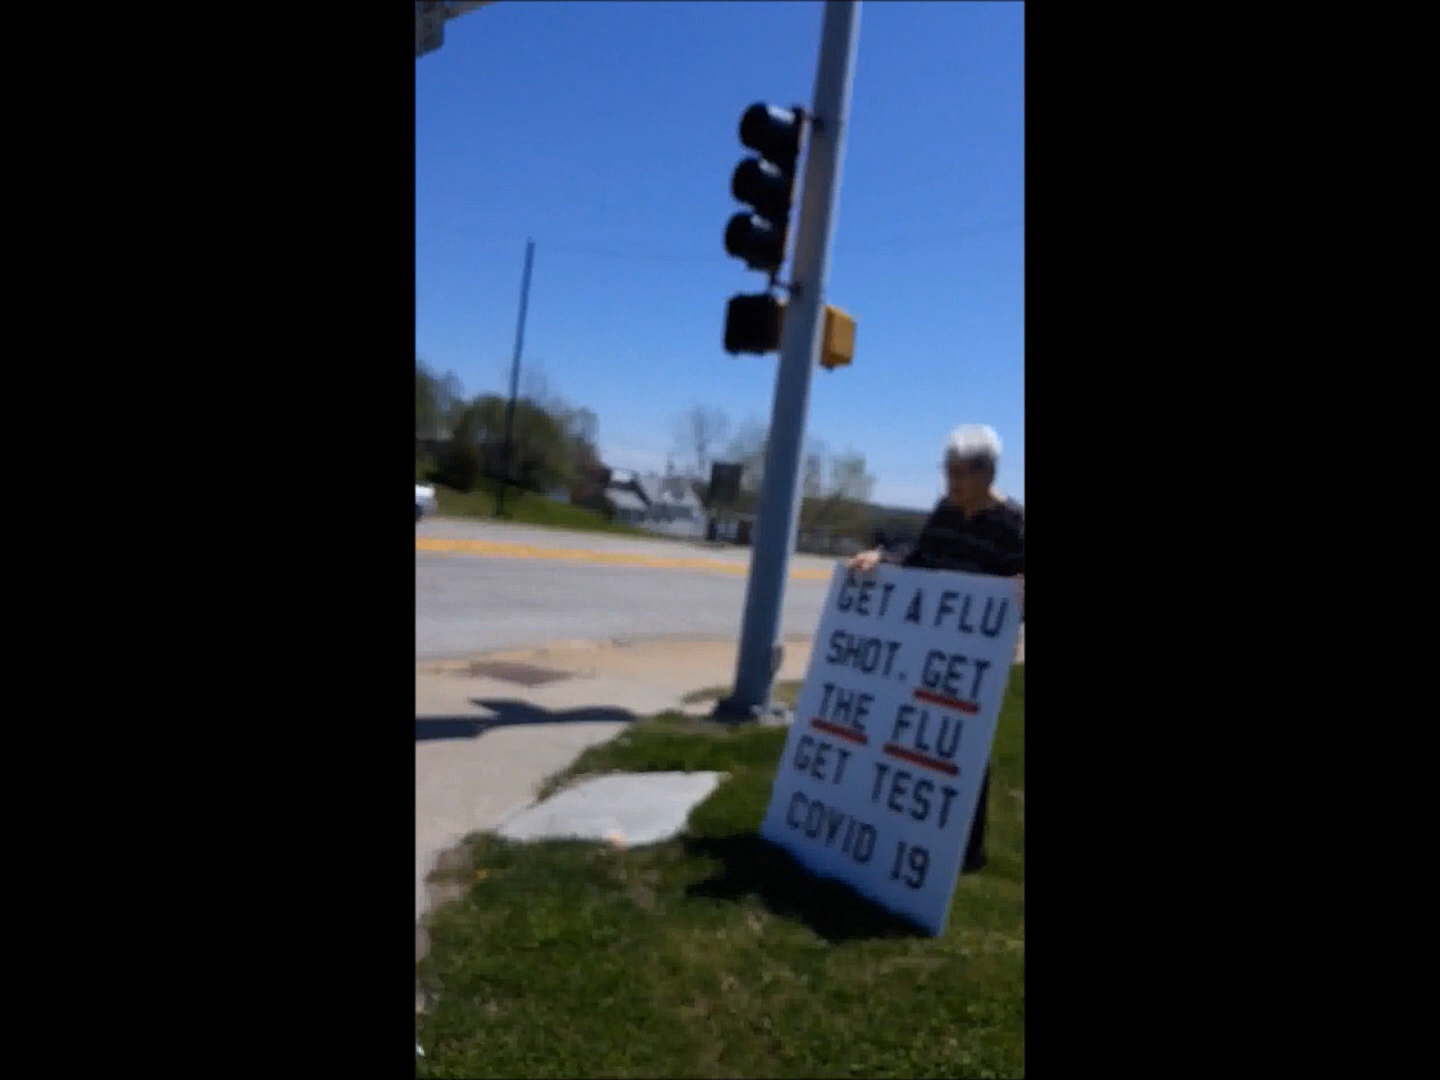 GET A FLU
SHOT. GET
THE FLU
GET TEST
COVID 19